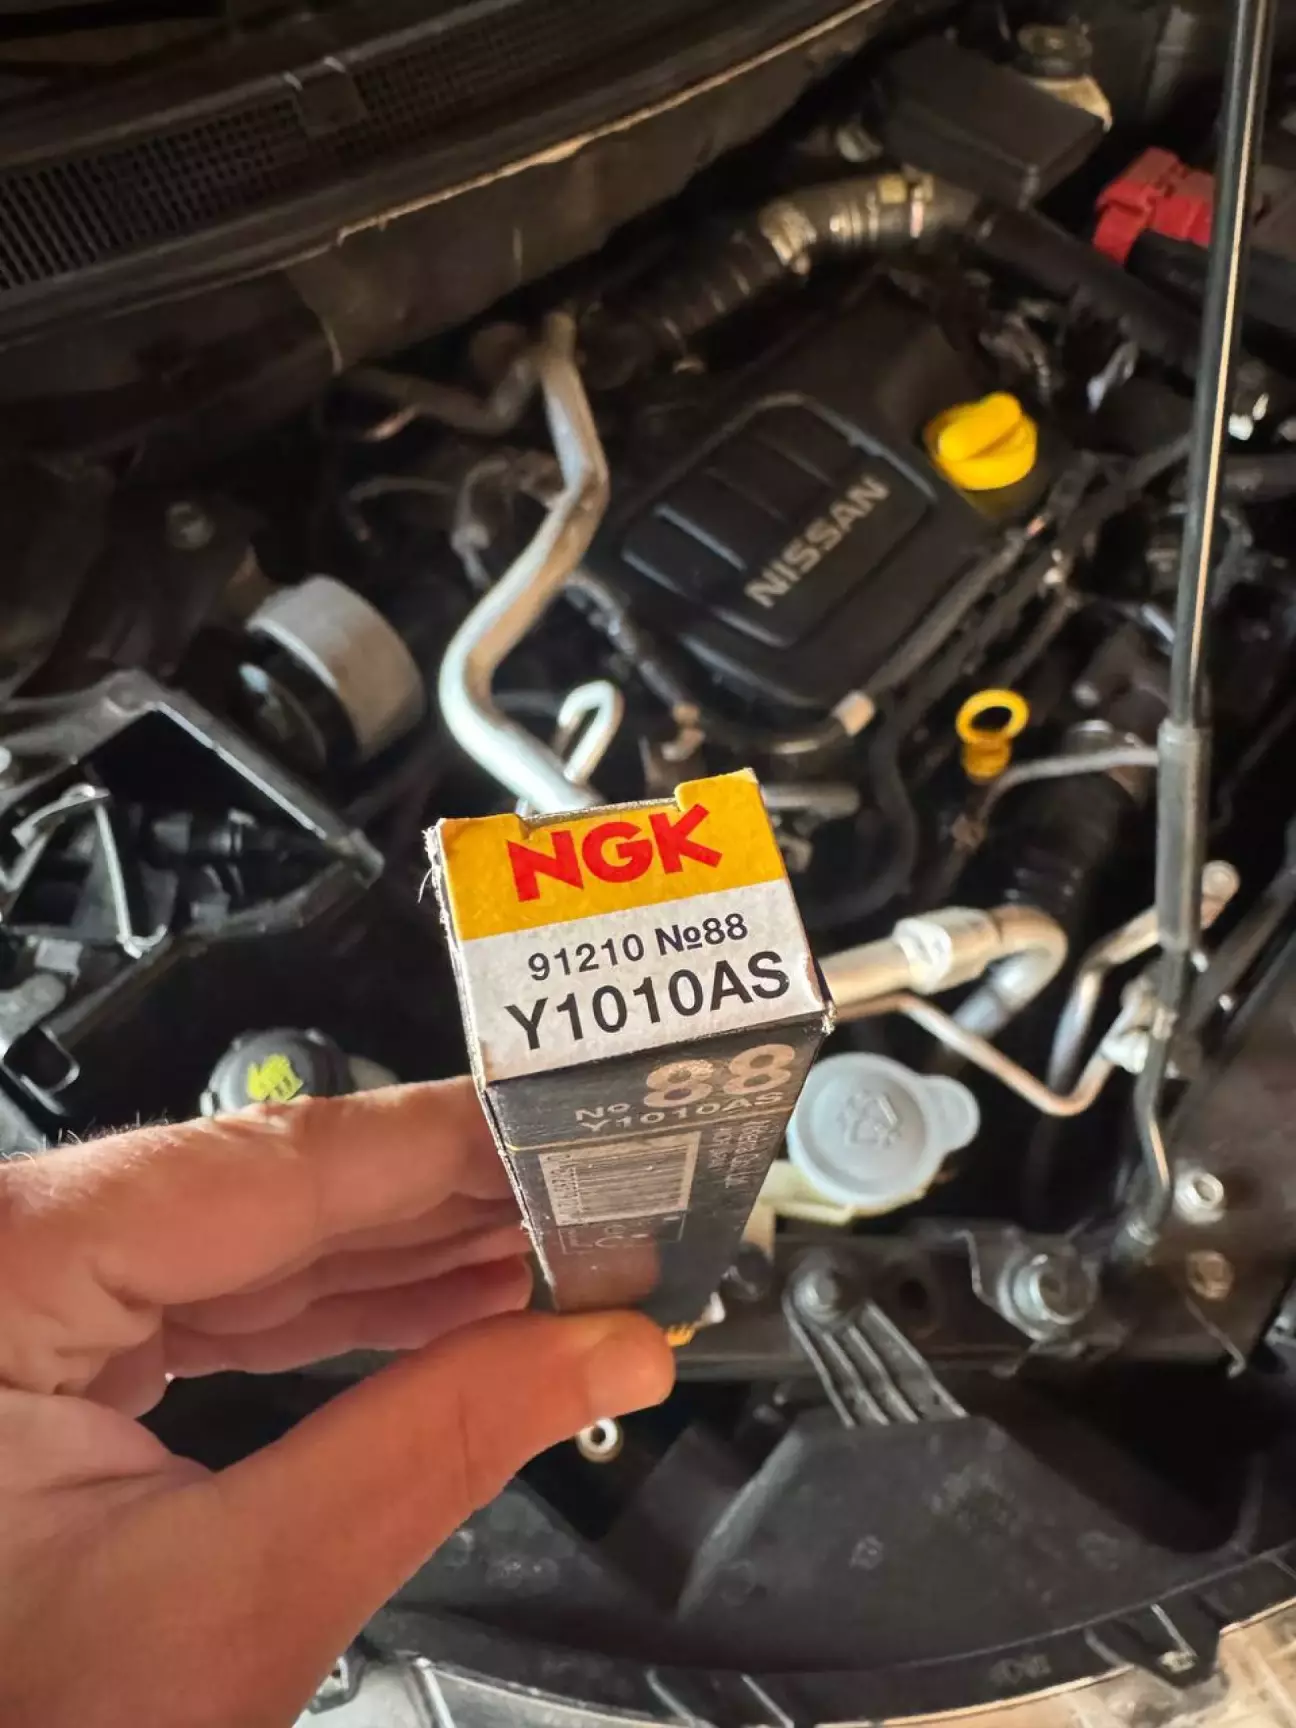 NISSAN
NGK
91210 №88
Y1010AS
№ 88
Y1010AS